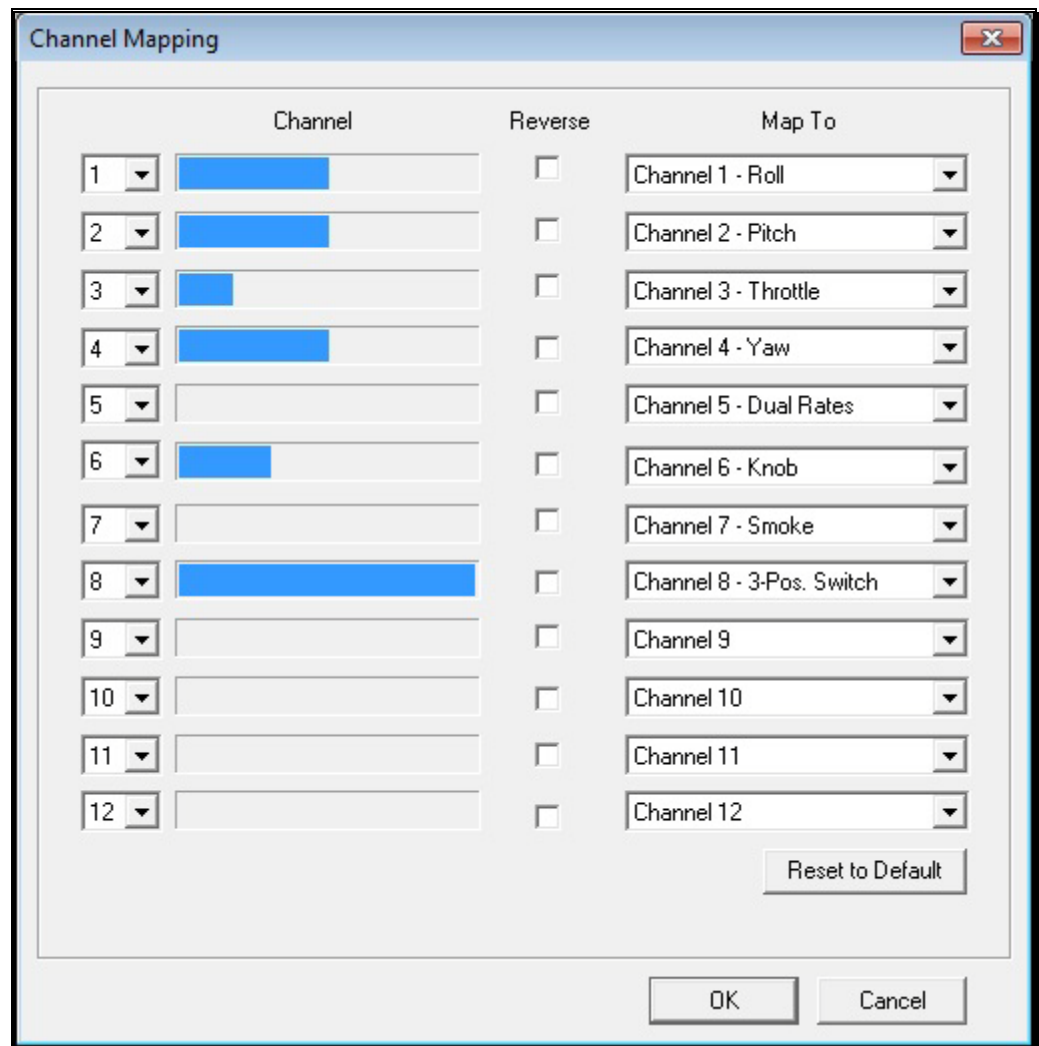 Channel Mapping
Channel Reverse Map To
1 Channel 1 - Roll
2 Channel 2 - Pitch
3 Channel 3 - Throttle
4 Channel 4 - Yaw
5 Channel 5 - Dual Rates
6 Channel 6 - Knob
7 Channel 7 - Smoke
8 Channel 8 - 3-Pos. Switch
9 Channel 9
10 Channel 10
11 Channel 11
12 Channel 12
Reset to Default
OK Cancel